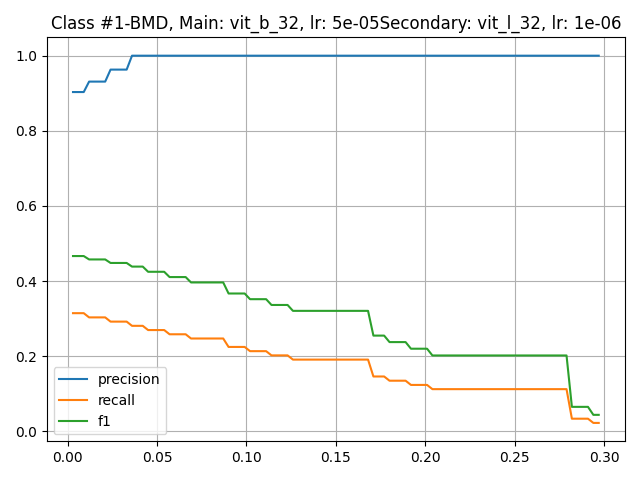 Class #1-BMD, Main: vit_b_32, lr: 5e-05Secondary: vit_l_32, lr: 1e-06
1.0
0.8
0.6
0.4
0.2
0.0
precision
recall
f1
0.00 0.05 0.10 0.15 0.20 0.25 0.30